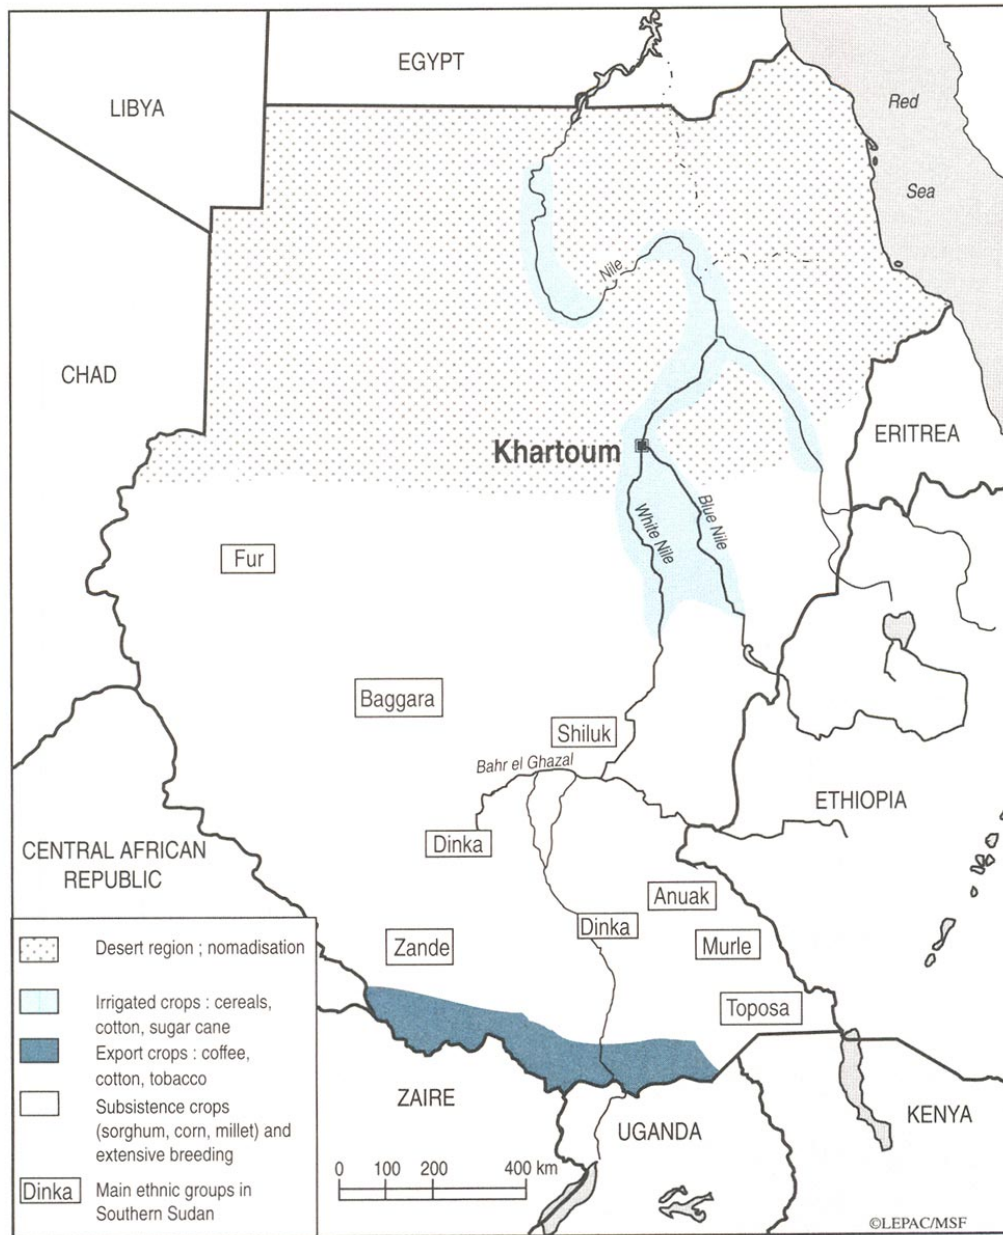 EGYPT
LIBYA
Red
Sea
Nile
CHAD
ERITREA
Khartoum
White Nile
Blue Nile
Fur
Baggara
Shiluk
Bahr el Ghazal
ETHIOPIA
Dinka
CENTRAL AFRICAN
REPUBLIC
Anuak
Dinka
Zande
Murle
Toposa
ZAIRE
UGANDA
KENYA
Desert region ; nomadisation
Irrigated crops : cereals,
cotton, sugar cane
Export crops : coffee,
cotton, tobacco
Subsistence crops
(sorghum, corn, millet) and
extensive breeding
Dinka Main ethnic groups in
Southern Sudan
0 100 200 400 km
©LEPAC/MSF